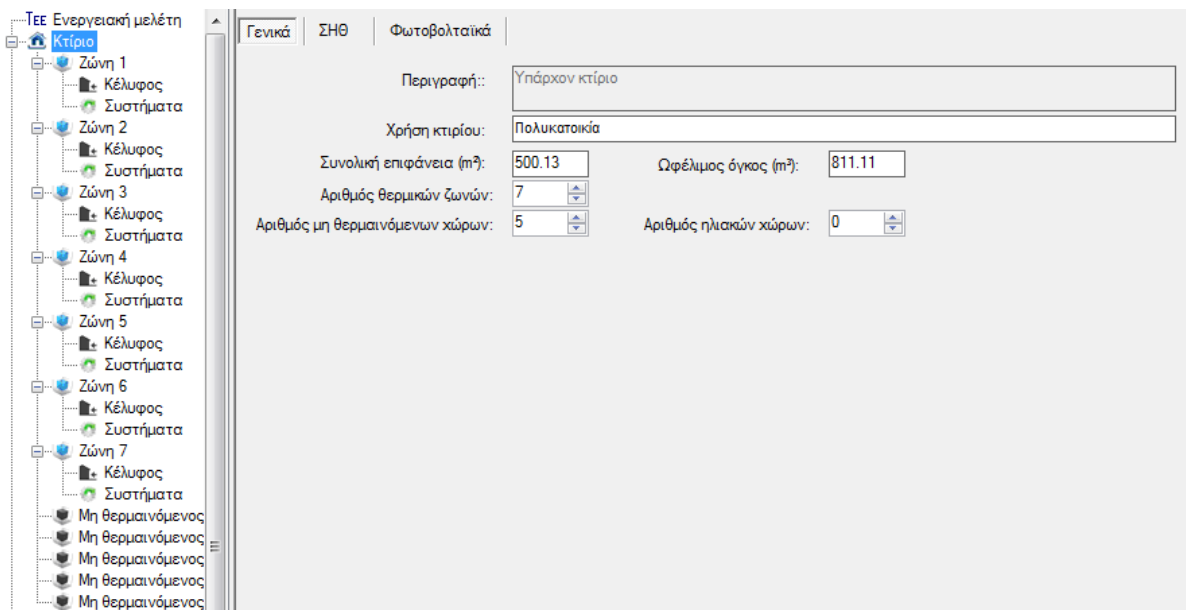 ΤΕΕ Ενεργειακή μελέτη
Κτίριο
Ζώνη 1
Κέλυφος
Συστήματα
Ζώνη 2
Κέλυφος
Συστήματα
Ζώνη 3
Κέλυφος
Συστήματα
Ζώνη 4
Κέλυφος
Συστήματα
Ζώνη 5
Κέλυφος
Συστήματα
Ζώνη 6
Κέλυφος
Συστήματα
Ζώνη 7
Κέλυφος
Συστήματα
Μη θερμαινόμενος
Μη θερμαινόμενος
Μη θερμαινόμενος
Μη θερμαινόμενος
Μη θερμαινόμενος
Γενικά ΣΗΘ Φωτοβολταϊκά
Περιγραφή:: Υπάρχον κτίριο
Χρήση κτιρίου: Πολυκατοικία
Συνολική επιφάνεια (m²): 500.13 Ωφέλιμος όγκος (m³): 811.11
Αριθμός θερμικών ζωνών: 7
Αριθμός μη θερμαινόμενων χώρων: 5 Αριθμός ηλιακών χώρων: 0